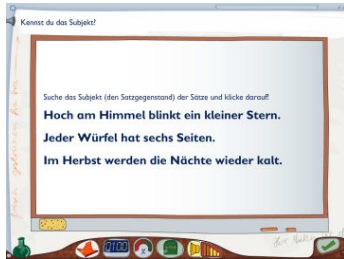 Kennst du das Subjekt?
Suche das Subjekt (den Satzgegenstand) der Sätze und klicke darauf!
Hoch am Himmel blinkt ein kleiner Stern.
Jeder Würfel hat sechs Seiten.
Im Herbst werden die Nächte wieder kalt.